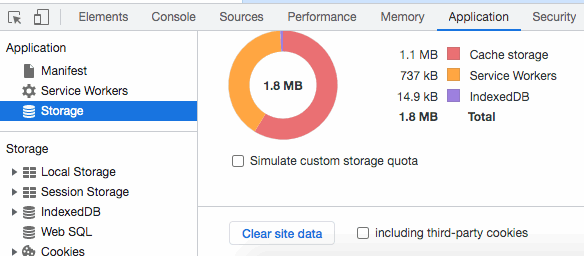 Elements Console Sources Performance Memory Application Security
Application
Manifest
Service Workers
Storage
Storage
Local Storage
Session Storage
IndexedDB
Web SQL
Cookies
1.8 MB
1.1 MB Cache storage
737 kB Service Workers
14.9 kB IndexedDB
1.8 MB Total
Simulate custom storage quota
Clear site data including third-party cookies